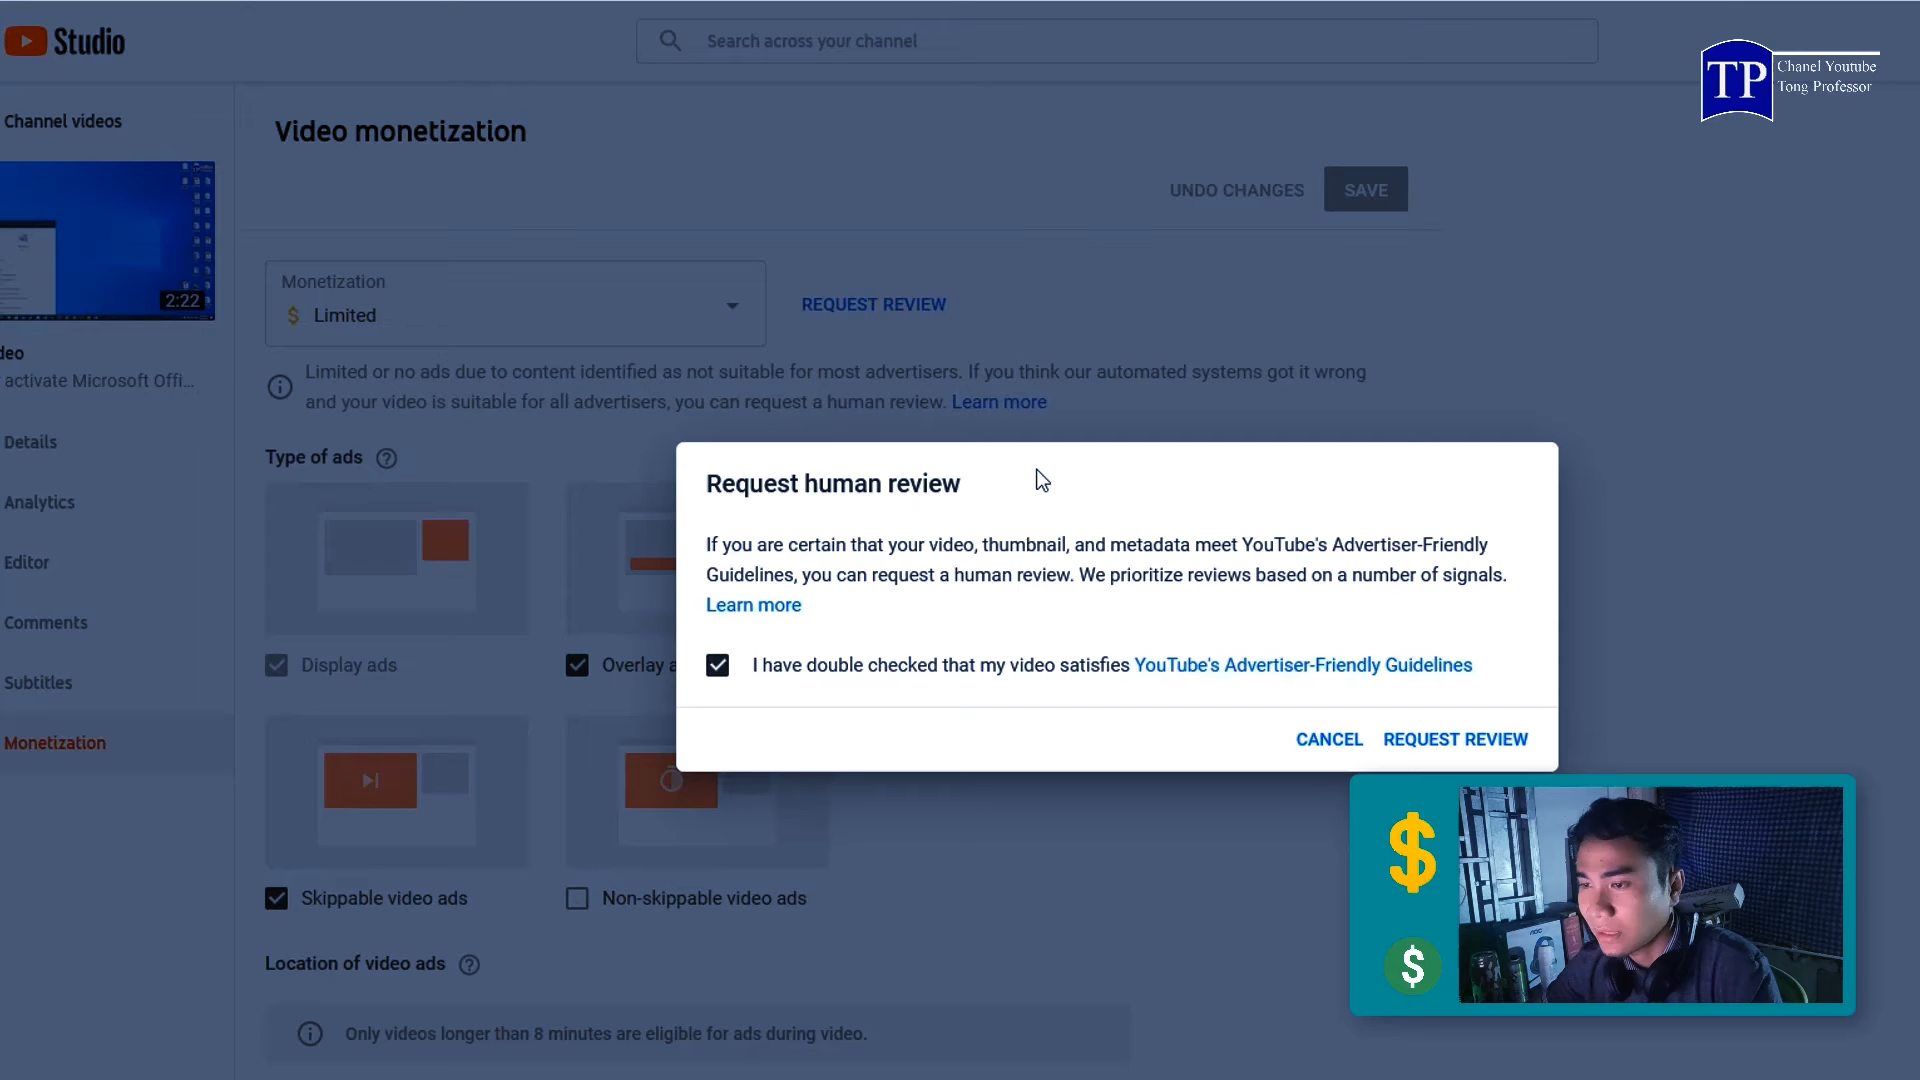 Studio
Search across your channel
TP
Chanel Youtube
Tong Professor
Channel videos
Video monetization
UNDO CHANGES
SAVE
2:22
Monetization
$ Limited
REQUEST REVIEW
deo
activate Microsoft Offi...
Limited or no ads due to content identified as not suitable for most advertisers. If you think our automated systems got it wrong
and your video is suitable for all advertisers, you can request a human review. Learn more
Details
Type of ads
Analytics
Editor
Comments
Subtitles
Monetization
Request human review
If you are certain that your video, thumbnail, and metadata meet YouTube's Advertiser-Friendly
Guidelines, you can request a human review. We prioritize reviews based on a number of signals.
Learn more
I have double checked that my video satisfies YouTube's Advertiser-Friendly Guidelines
CANCEL
REQUEST REVIEW
Display ads
Overlay a
Skippable video ads
Non-skippable video ads
$
$
AOC
Location of video ads
Only videos longer than 8 minutes are eligible for ads during video.